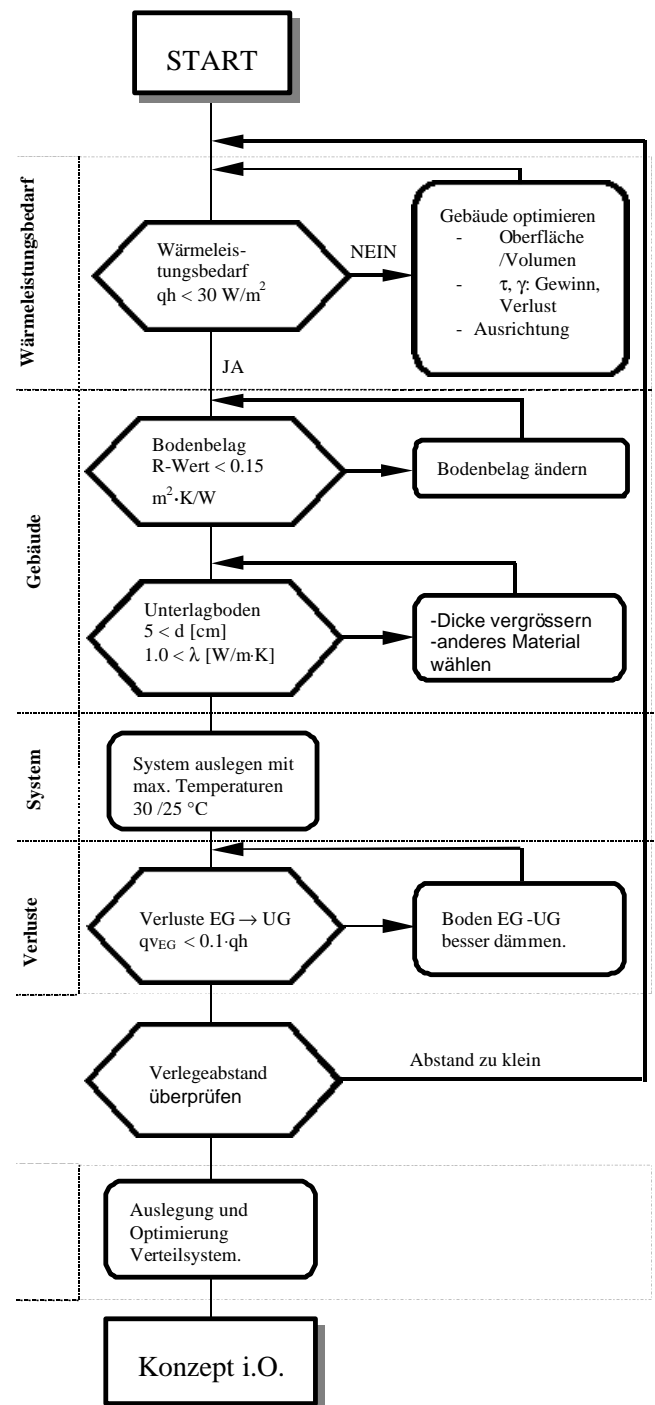 START
Wärmeleistungsbedarf
Wärmeleis-
tungsbedarf
qh < 30 W/m²
NEIN
Gebäude optimieren
- Oberfläche
/Volumen
- τ, γ: Gewinn,
Verlust
- Ausrichtung
JA
Gebäude
Bodenbelag
R-Wert < 0.15
m²·K/W
Bodenbelag ändern
Unterlagboden
5 < d [cm]
1.0 < λ [W/m·K]
-Dicke vergrössern
-anderes Material
wählen
System
System auslegen mit
max. Temperaturen
30 /25 °C
Verluste
Verluste EG → UG
qvEG < 0.1·qh
Boden EG -UG
besser dämmen.
Verlegeabstand
überprüfen
Abstand zu klein
Auslegung und
Optimierung
Verteilsystem.
Konzept i.O.